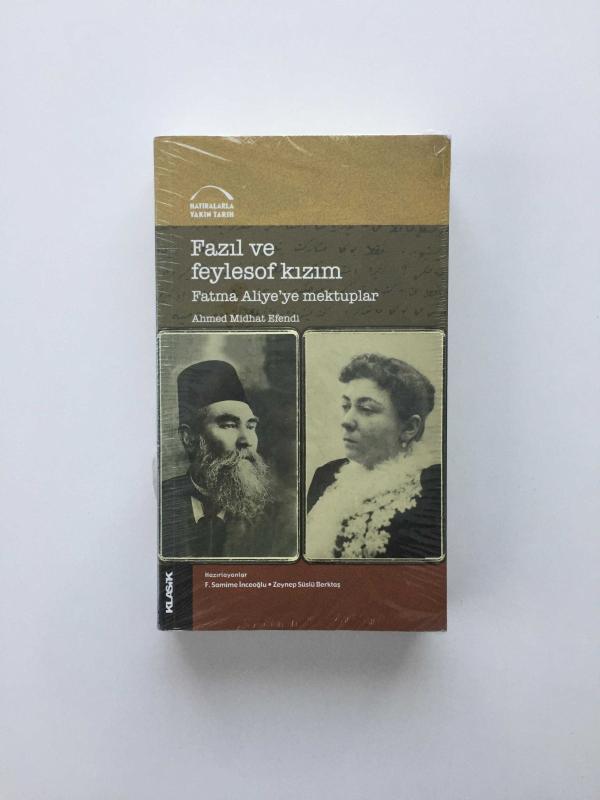 HATIRALARLA
YAKIN TARİH
Fazıl ve
feylesof kızım
Fatma Aliye'ye mektuplar
Ahmed Midhat Efendi
Hazırlayanlar
F. Samime İnceoğlu • Zeynep Süslü Berktaş
KLASİK